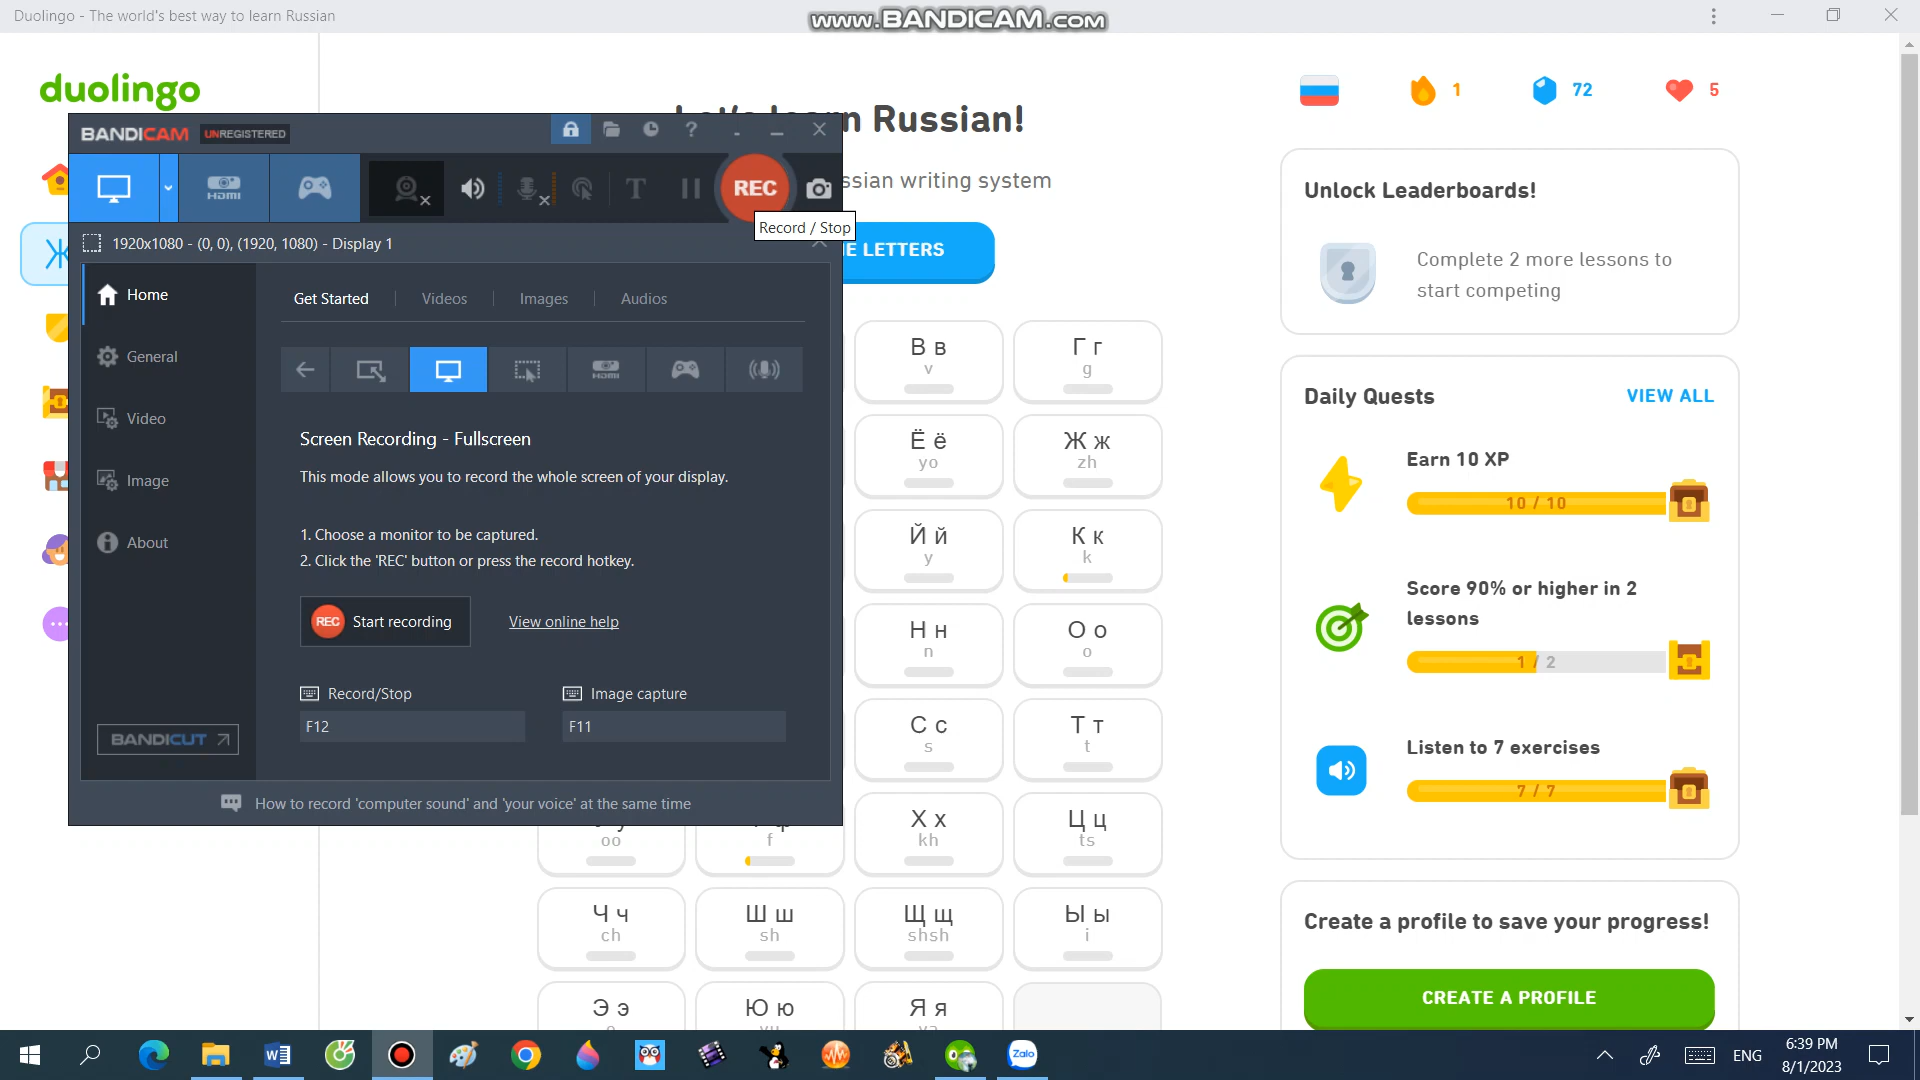 Duolingo - The world's best way to learn Russian
www.BANDICAM.com
duolingo
1
72
5
Russian!
ssian writing system
E LETTERS
BANDICAM UNREGISTERED
REC
Record / Stop
1920x1080 - (0, 0), (1920, 1080) - Display 1
Home
General
Video
Image
About
BANDICUT
Get Started
Videos
Images
Audios
HDMI
Screen Recording - Fullscreen
This mode allows you to record the whole screen of your display.
1. Choose a monitor to be captured.
2. Click the 'REC' button or press the record hotkey.
REC Start recording
View online help
Record/Stop
F12
Image capture
F11
How to record 'computer sound' and 'your voice' at the same time
В в
v
Г г
g
Ё ё
yo
Ж ж
zh
Й й
y
К к
k
Н н
n
О о
o
С с
s
Т т
t
oo
f
Х х
kh
Ц ц
ts
Ч ч
ch
Ш ш
sh
Щ щ
shsh
Ы ы
i
Э э
Ю ю
Я я
Unlock Leaderboards!
Complete 2 more lessons to
start competing
Daily Quests
VIEW ALL
Earn 10 XP
10 / 10
Score 90% or higher in 2
lessons
1 / 2
Listen to 7 exercises
7 / 7
Create a profile to save your progress!
CREATE A PROFILE
Zalo
ENG
6:39 PM
8/1/2023